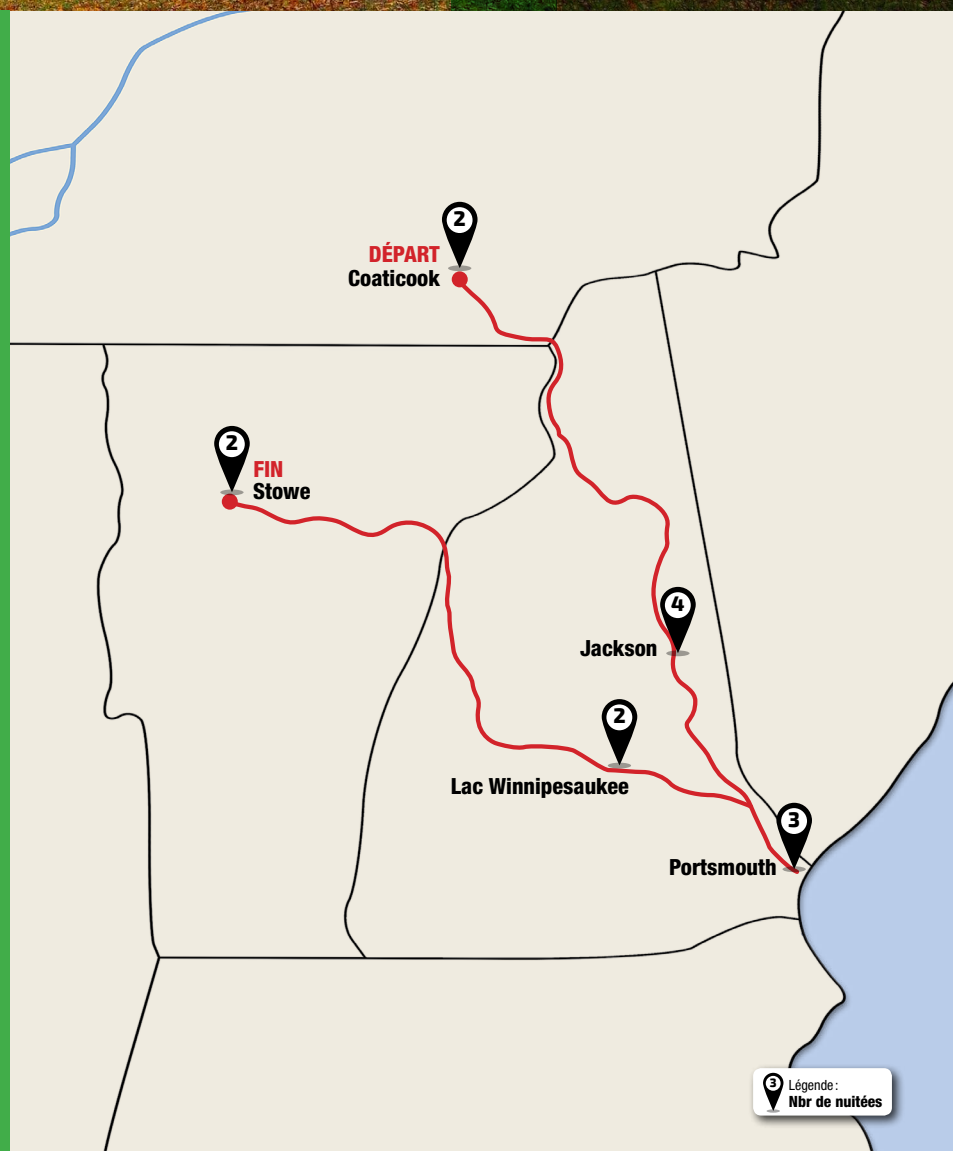 2
DÉPART
Coaticook
2
FIN
Stowe
4
Jackson
2
Lac Winnipesaukee
3
Portsmouth
3
Légende :
Nbr de nuitées